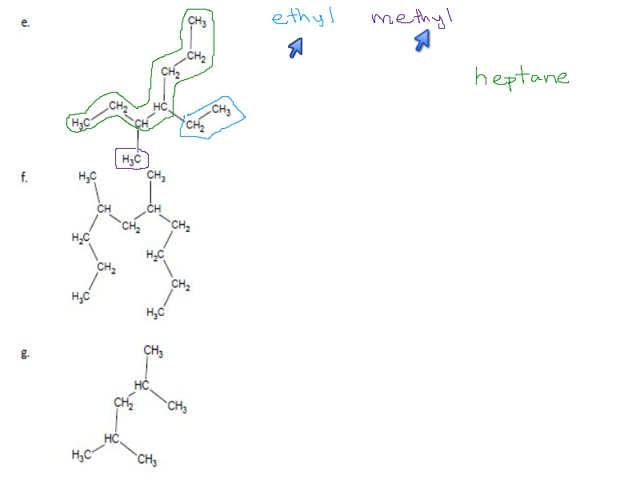 e.
ethyl methyl
heptane
CH3
CH2
CH2
HC
CH3
CH2
CH2
H3C
CH
H3C
f.
H3C
CH3
CH
CH
CH2
CH2
H2C
H2C
CH2
CH2
H3C
H3C
g.
CH3
HC
CH2
CH3
HC
H3C
CH3